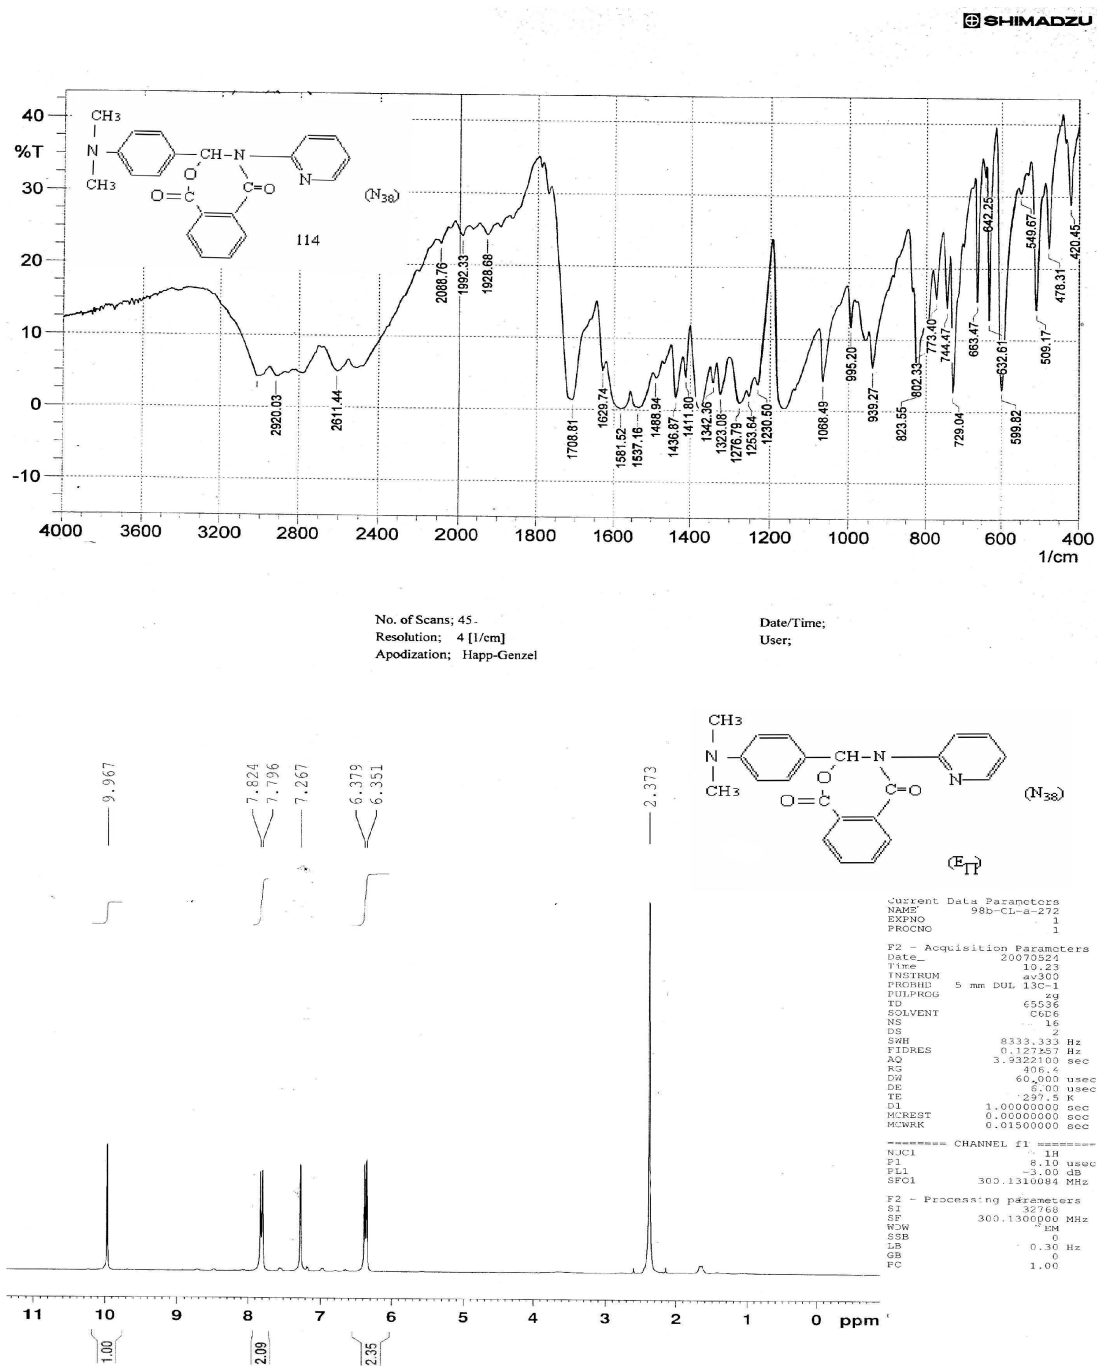 SHIMADZU
40
%T
30
20
10
0
-10
CH3
N
CH3
CH
N
N
O
O
C
C
O
(N38)
114
2920.03
2611.44
2088.76
1992.33
1928.68
1708.81
1629.74
1581.52
1537.16
1488.94
1436.87
1411.80
1342.36
1323.08
1276.79
1253.64
1230.50
1068.49
995.20
939.27
823.55
802.33
773.40
744.47
729.04
663.47
642.25
632.61
599.82
549.67
509.17
478.31
420.45
4000 3600 3200 2800 2400 2000 1800 1600 1400 1200 1000 800 600 400
1/cm
No. of Scans; 45
Resolution; 4 [1/cm]
Apodization; Happ-Genzel
Date/Time;
User;
9.967
7.824
7.796
7.267
6.379
6.351
2.373
CH3
N
CH3
CH
N
N
O
O
C
C
O
(N38)
(E11)
Current Data Parameters
NAME 98b-CL-a-272
EXPNO 1
PROCNO 1
F2 - Acquisition Parameters
Date_ 20070524
Time 10.23
INSTRUM av300
PROBHD 5 mm DUL 13C-1
PULPROG zg
TD 65536
SOLVENT C6D6
NS 16
DS 2
SWH 8333.333 Hz
FIDRES 0.127157 Hz
AQ 3.9322100 sec
RG 406.4
DW 60.000 usec
DE 6.00 usec
TE 297.5 K
D1 1.00000000 sec
MCREST 0.00000000 sec
MCWRK 0.01500000 sec
======== CHANNEL f1 ========
NUC1 1H
P1 8.10 usec
PL1 -3.00 dB
SFO1 300.1310084 MHz
F2 - Processing parameters
SI 32768
SF 300.1300000 MHz
WDW EM
SSB 0
LB 0.30 Hz
GB 0
PC 1.00
11 10 9 8 7 6 5 4 3 2 1 0 ppm
1.00
2.09
2.35